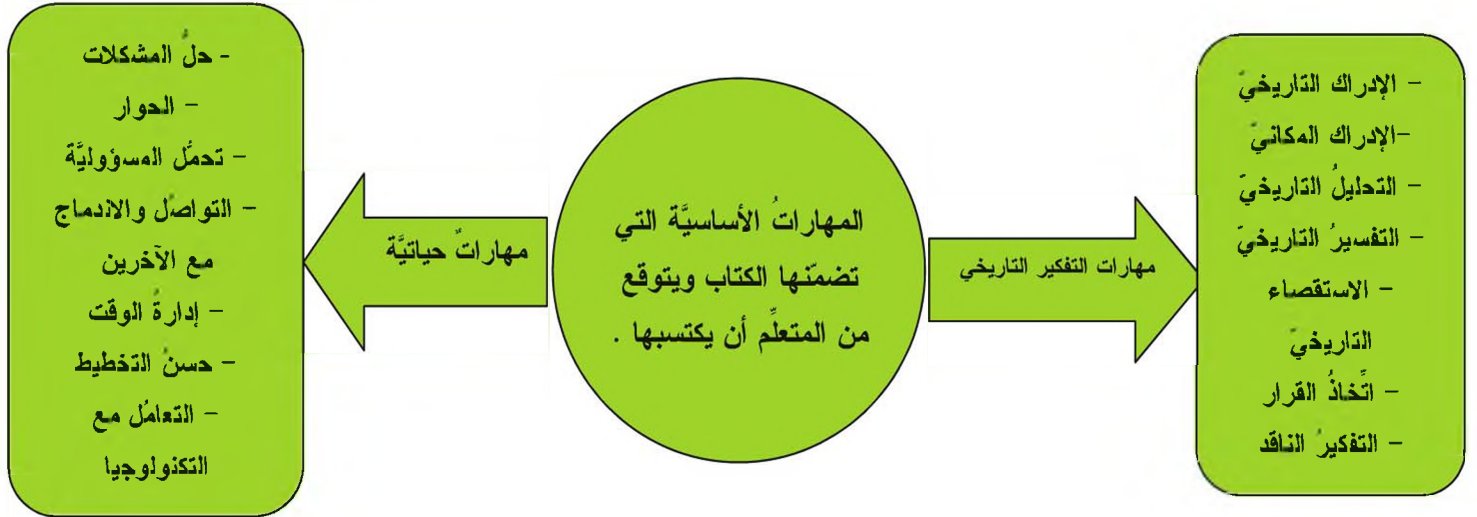 المهاراتُ الأساسيَّة التي
تضمّنها الكتاب ويتوقع
من المتعلِّم أن يكتسبها .
مهارات التفكير التاريخي
– الإدراك التاريخيّ
–الإدراك المكانيّ
– التحليلُ التاريخيّ
– التفسيرُ التاريخيّ
– الاستقصاء
التاريخيّ
– اتِّخاذُ القرار
– التفكيرُ الناقد
مهاراتٌ حياتيَّة
- حلُ المشكلات
– الحوار
– تحمُّل المسؤوليَّة
– التواصُل والاندماج
مع الآخرين
– إدارةُ الوقت
– حسنُ التخطيط
– التعامُل مع
التكنولوجيا